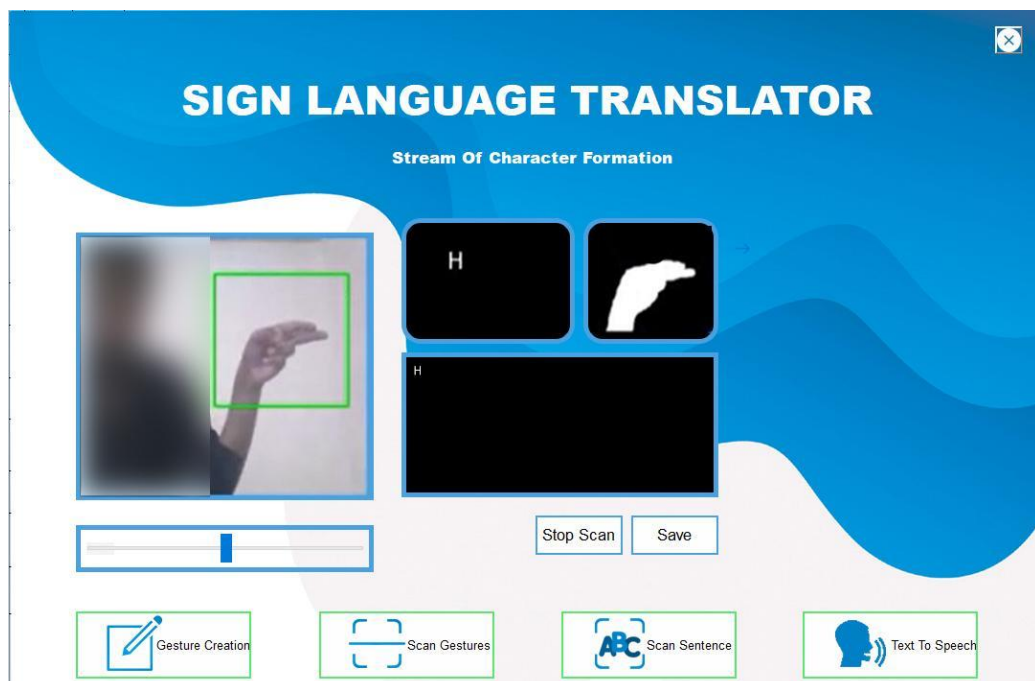 SIGN LANGUAGE TRANSLATOR
Stream Of Character Formation
H
H
Stop Scan
Save
Gesture Creation
Scan Gestures
ABC
Scan Sentence
Text To Speech